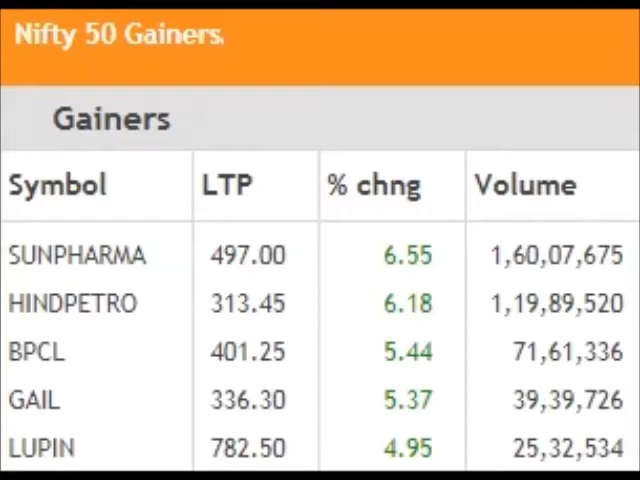 Nifty 50 Gainers
Gainers
Symbol LTP % chng Volume
SUNPHARMA 497.00 6.55 1,60,07,675
HINDPETRO 313.45 6.18 1,19,89,520
BPCL 401.25 5.44 71,61,336
GAIL 336.30 5.37 39,39,726
LUPIN 782.50 4.95 25,32,534